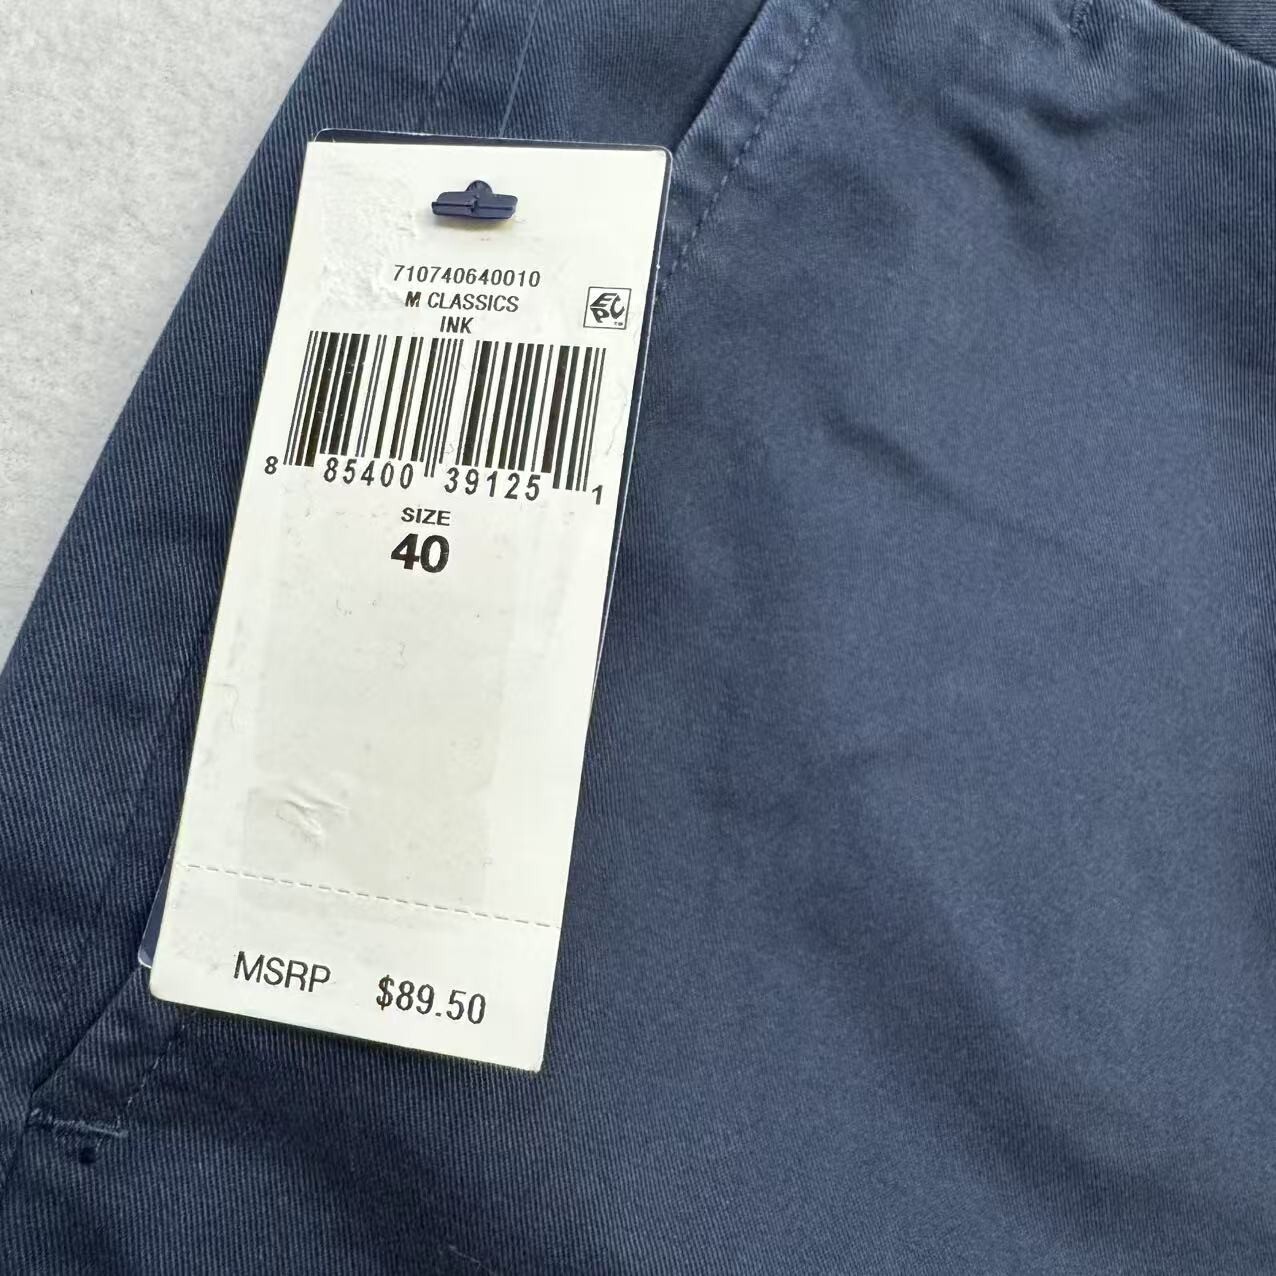 710740640010
M CLASSICS
INK
8 85400 39125 1
SIZE
40
MSRP $89.50